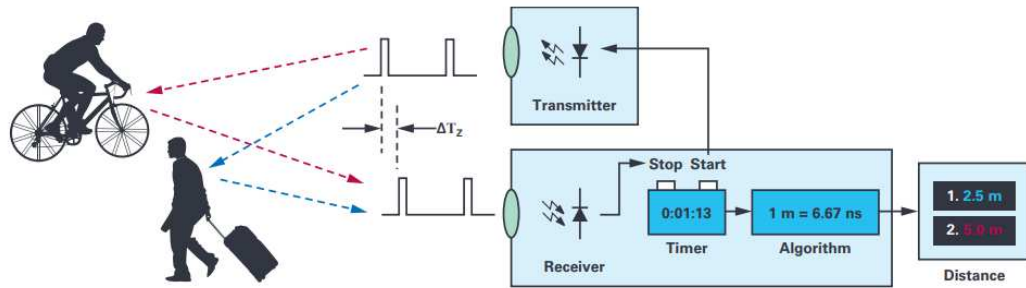 Transmitter
ΔTz
Stop Start
0:01:13
1 m = 6.67 ns
1. 2.5 m
2. 5.0 m
Timer
Algorithm
Receiver
Distance